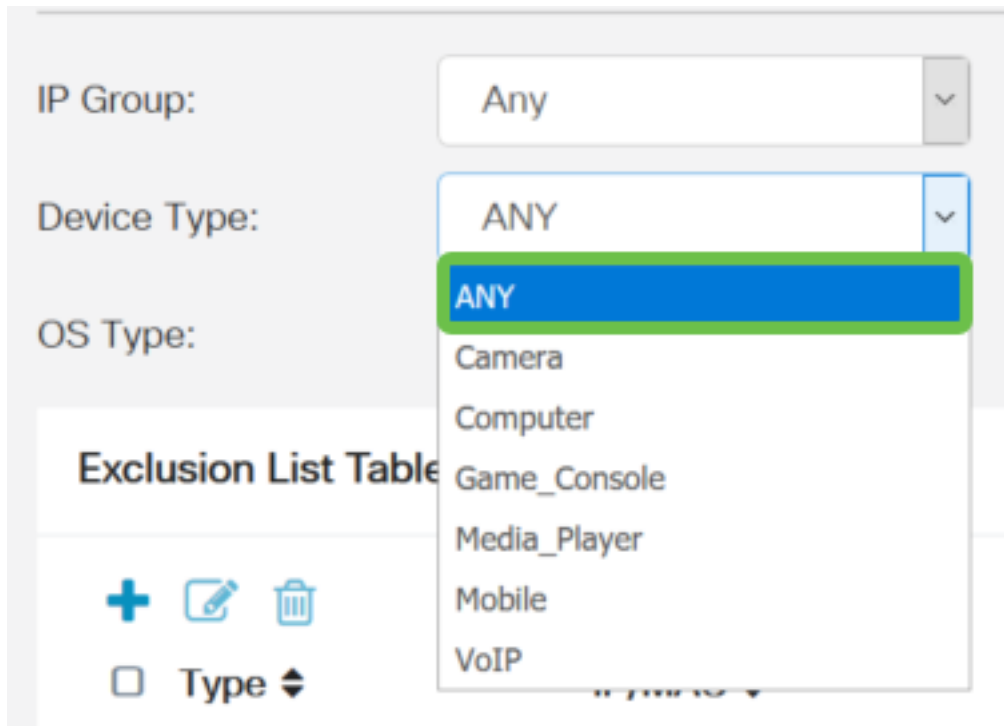 IP Group: Any
Device Type: ANY
ANY
OS Type:
Camera
Computer
Exclusion List Table
Game_Console
Media_Player
Mobile
VoIP
Type